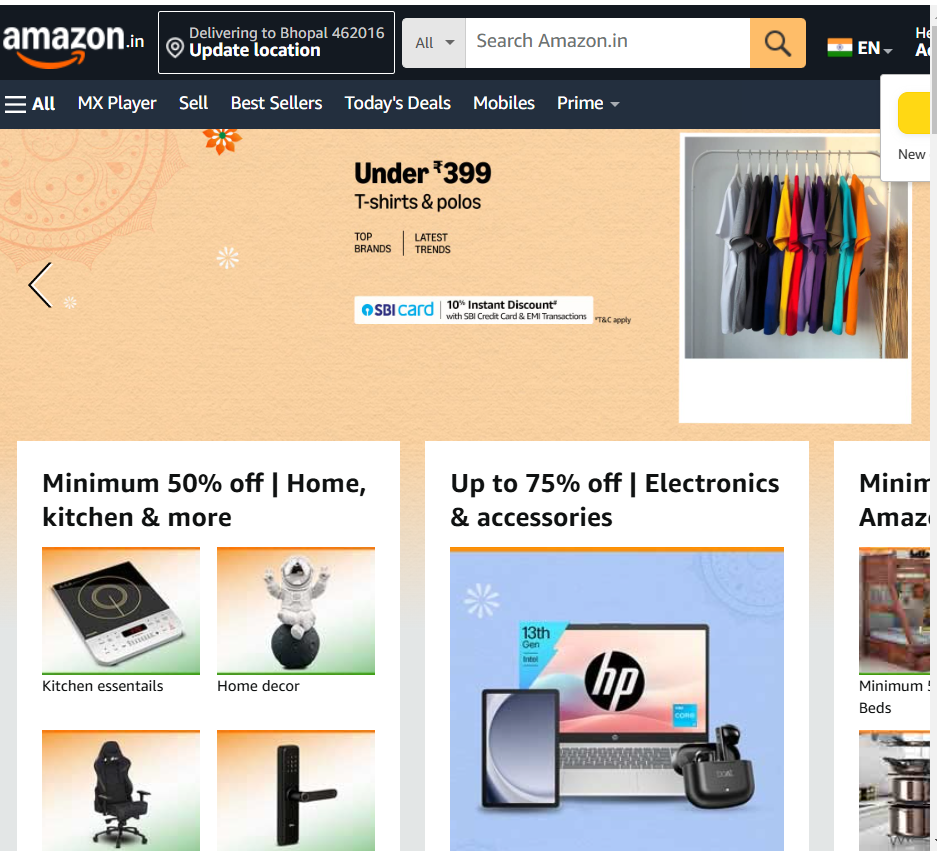 amazon.in
Delivering to Bhopal 462016
Update location
All
Search Amazon.in
EN
All MX Player Sell Best Sellers Today's Deals Mobiles Prime
New
Under ₹399
T-shirts & polos
TOP
BRANDS
LATEST
TRENDS
SBI card
10% Instant Discount#
with SBI Credit Card & EMI Transactions
*T&C apply
Minimum 50% off | Home,
kitchen & more
Kitchen essentails
Home decor
Up to 75% off | Electronics
& accessories
13th
Gen
Intel
hp
intel
CORE
Minimum
Beds